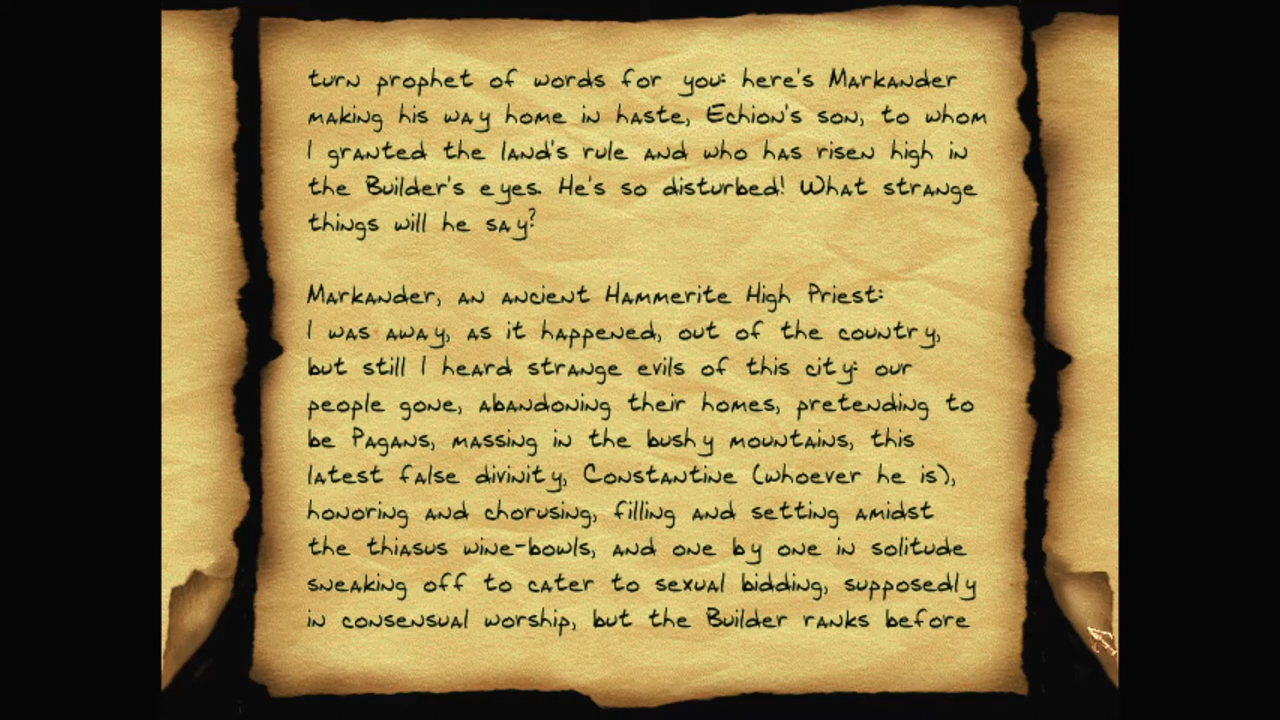 turn prophet of words for you: here's Markander
making his way home in haste, Echion's son, to whom
I granted the land's rule and who has risen high in
the Builder's eyes. He's so disturbed! What strange
things will he say?
Markander, an ancient Hammerite High Priest:
I was away, as it happened, out of the country,
but still I heard strange evils of this city: our
people gone, abandoning their homes, pretending to
be Pagans, massing in the bushy mountains, this
latest false divinity, Constantine (whoever he is),
honoring and chorusing, filling and setting amidst
the thiasus wine-bowls, and one by one in solitude
sneaking off to cater to sexual bidding, supposedly
in consensual worship, but the Builder ranks before